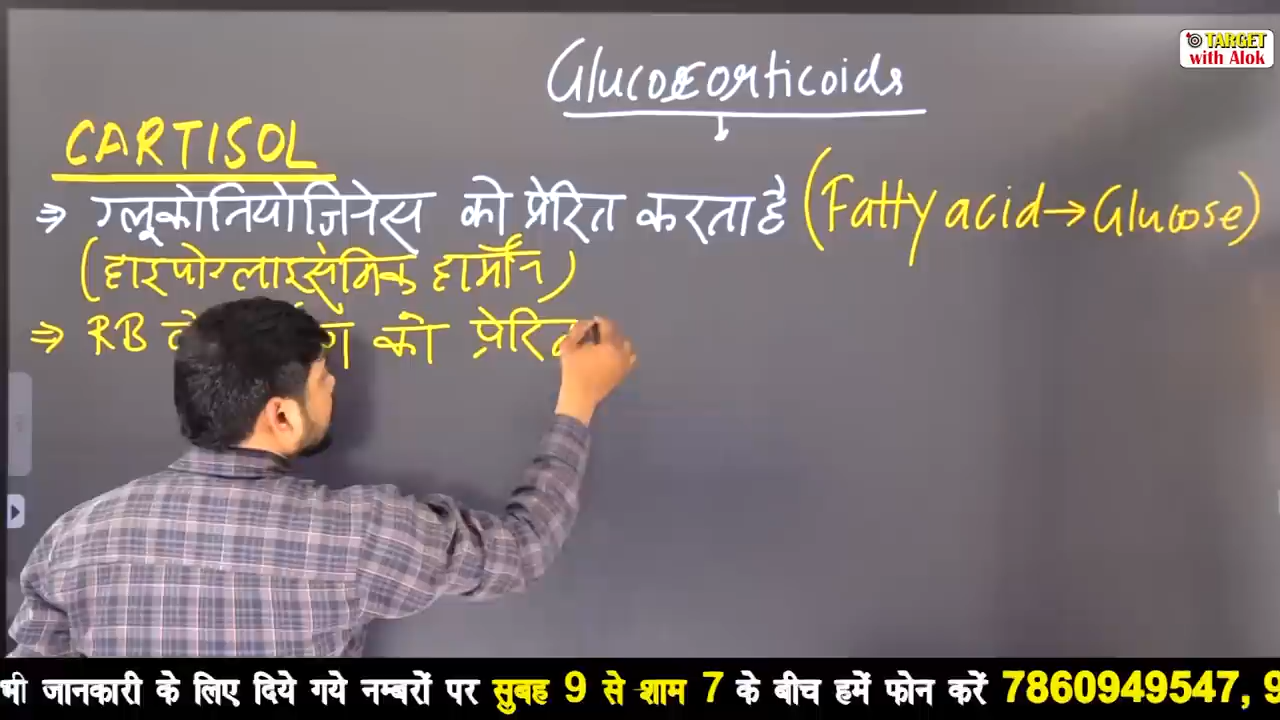 TARGET
with Alok
Glucocorticoids
CARTISOL
⇒ ग्लूकोनियोजिनेस को प्रेरित करता है (Fatty acid→Glucose)
(हाइपोग्लाइसंमिक हार्मोन)
⇒ RB को प्रेरित
भी जानकारी के लिए दिये गये नम्बरों पर सुबह 9 से शाम 7 के बीच हमें फोन करें 7860949547, 9